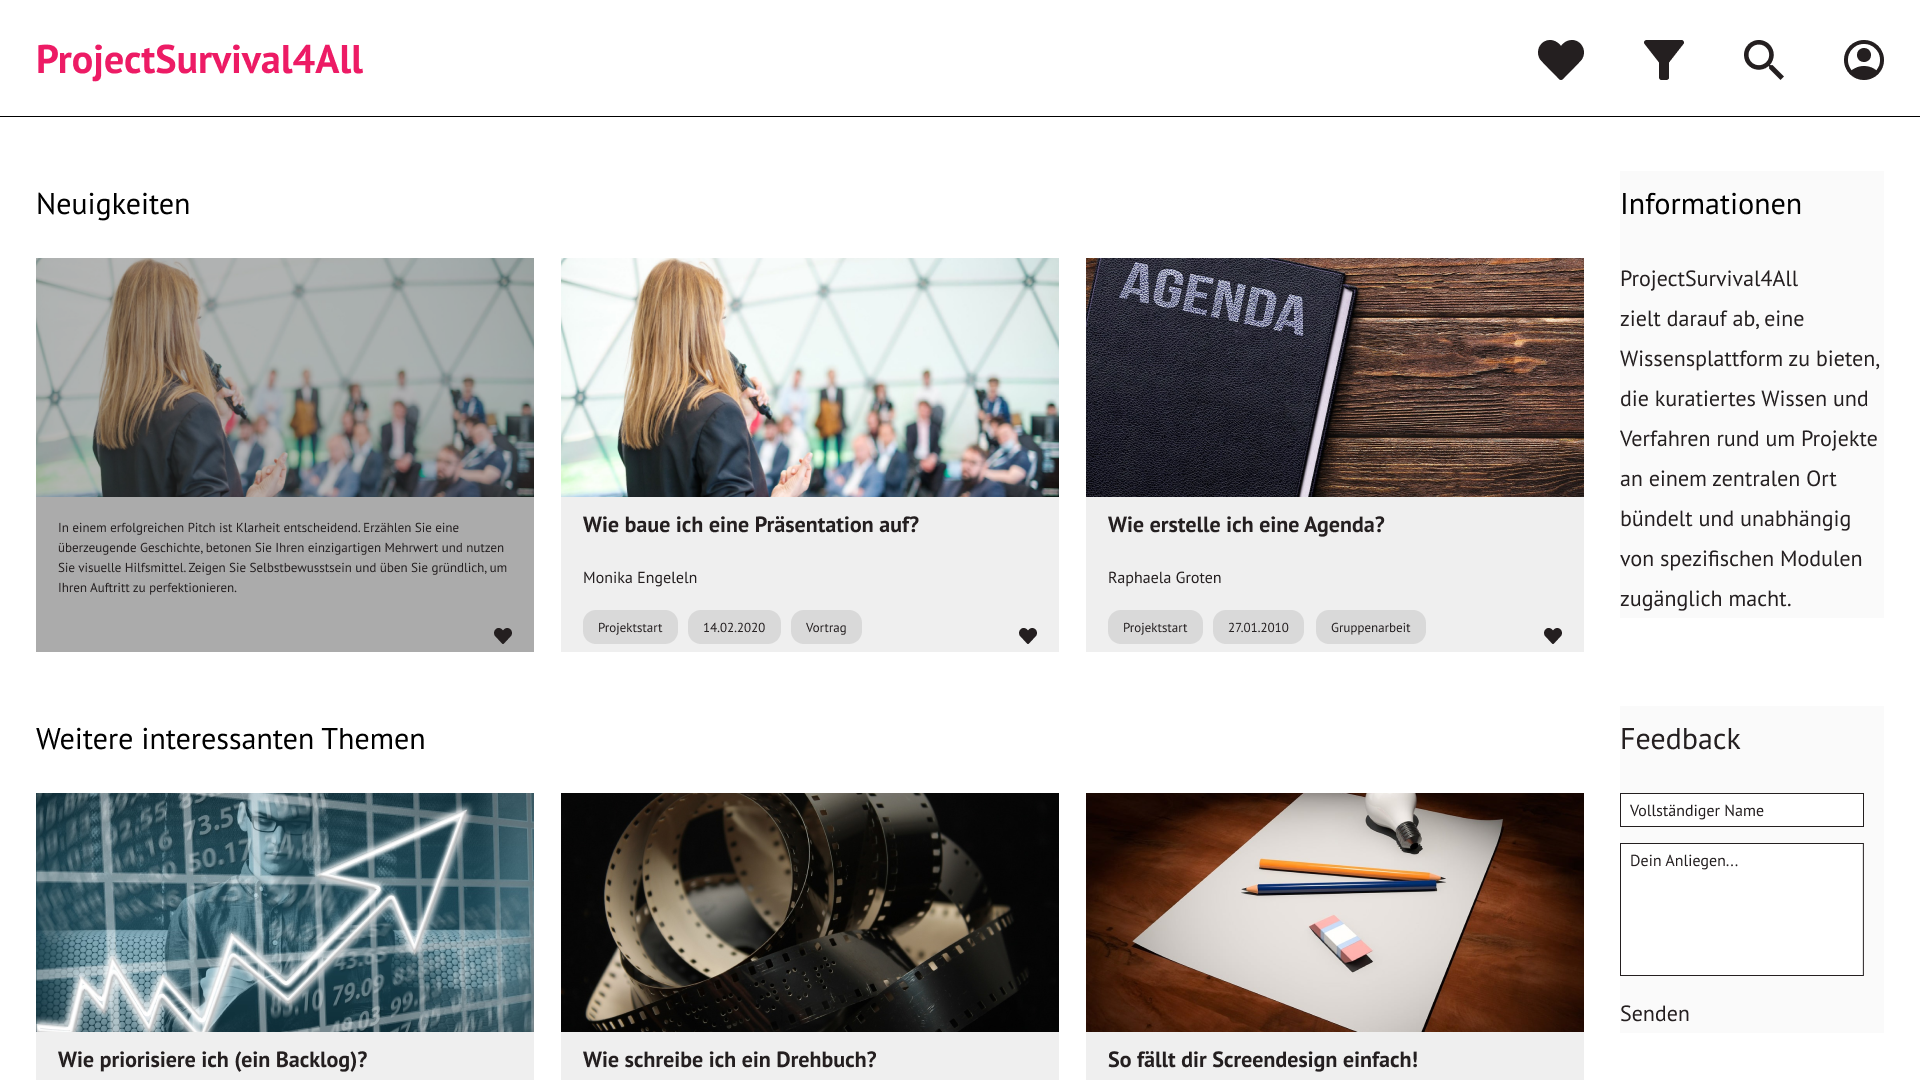 ProjectSurvival4All
Neuigkeiten
In einem erfolgreichen Pitch ist Klarheit entscheidend. Erzählen Sie eine
überzeugende Geschichte, betonen Sie Ihren einzigartigen Mehrwert und nutzen
Sie visuelle Hilfsmittel. Zeigen Sie Selbstbewusstsein und üben Sie gründlich, um
Ihren Auftritt zu perfektionieren.
Wie baue ich eine Präsentation auf?
Monika Engeleln
Projektstart
14.02.2020
Vortrag
AGENDA
Wie erstelle ich eine Agenda?
Raphaela Groten
Projektstart
27.01.2010
Gruppenarbeit
Informationen
ProjectSurvival4All
zielt darauf ab, eine
Wissensplattform zu bieten,
die kuratiertes Wissen und
Verfahren rund um Projekte
an einem zentralen Ort
bündelt und unabhängig
von spezifischen Modulen
zugänglich macht.
Weitere interessanten Themen
73.57
50.17
79.09
Wie priorisiere ich (ein Backlog)?
Wie schreibe ich ein Drehbuch?
So fällt dir Screendesign einfach!
Feedback
Vollständiger Name
Dein Anliegen...
Senden